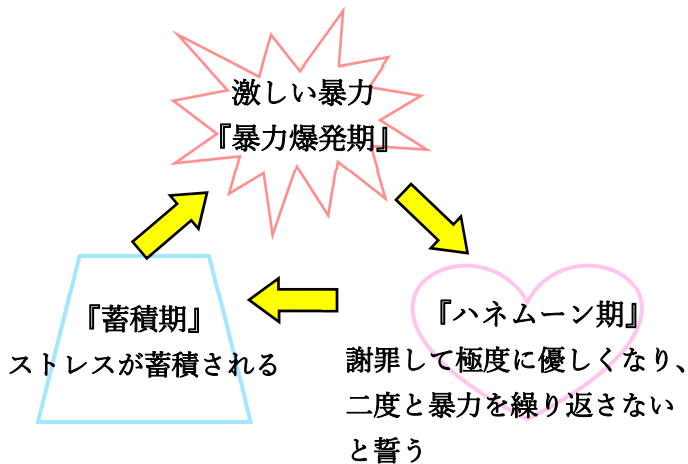 激しい暴力
『暴力爆発期』
『蓄積期』
ストレスが蓄積される
『ハネムーン期』
謝罪して極度に優しくなり、
二度と暴力を繰り返さない
と誓う